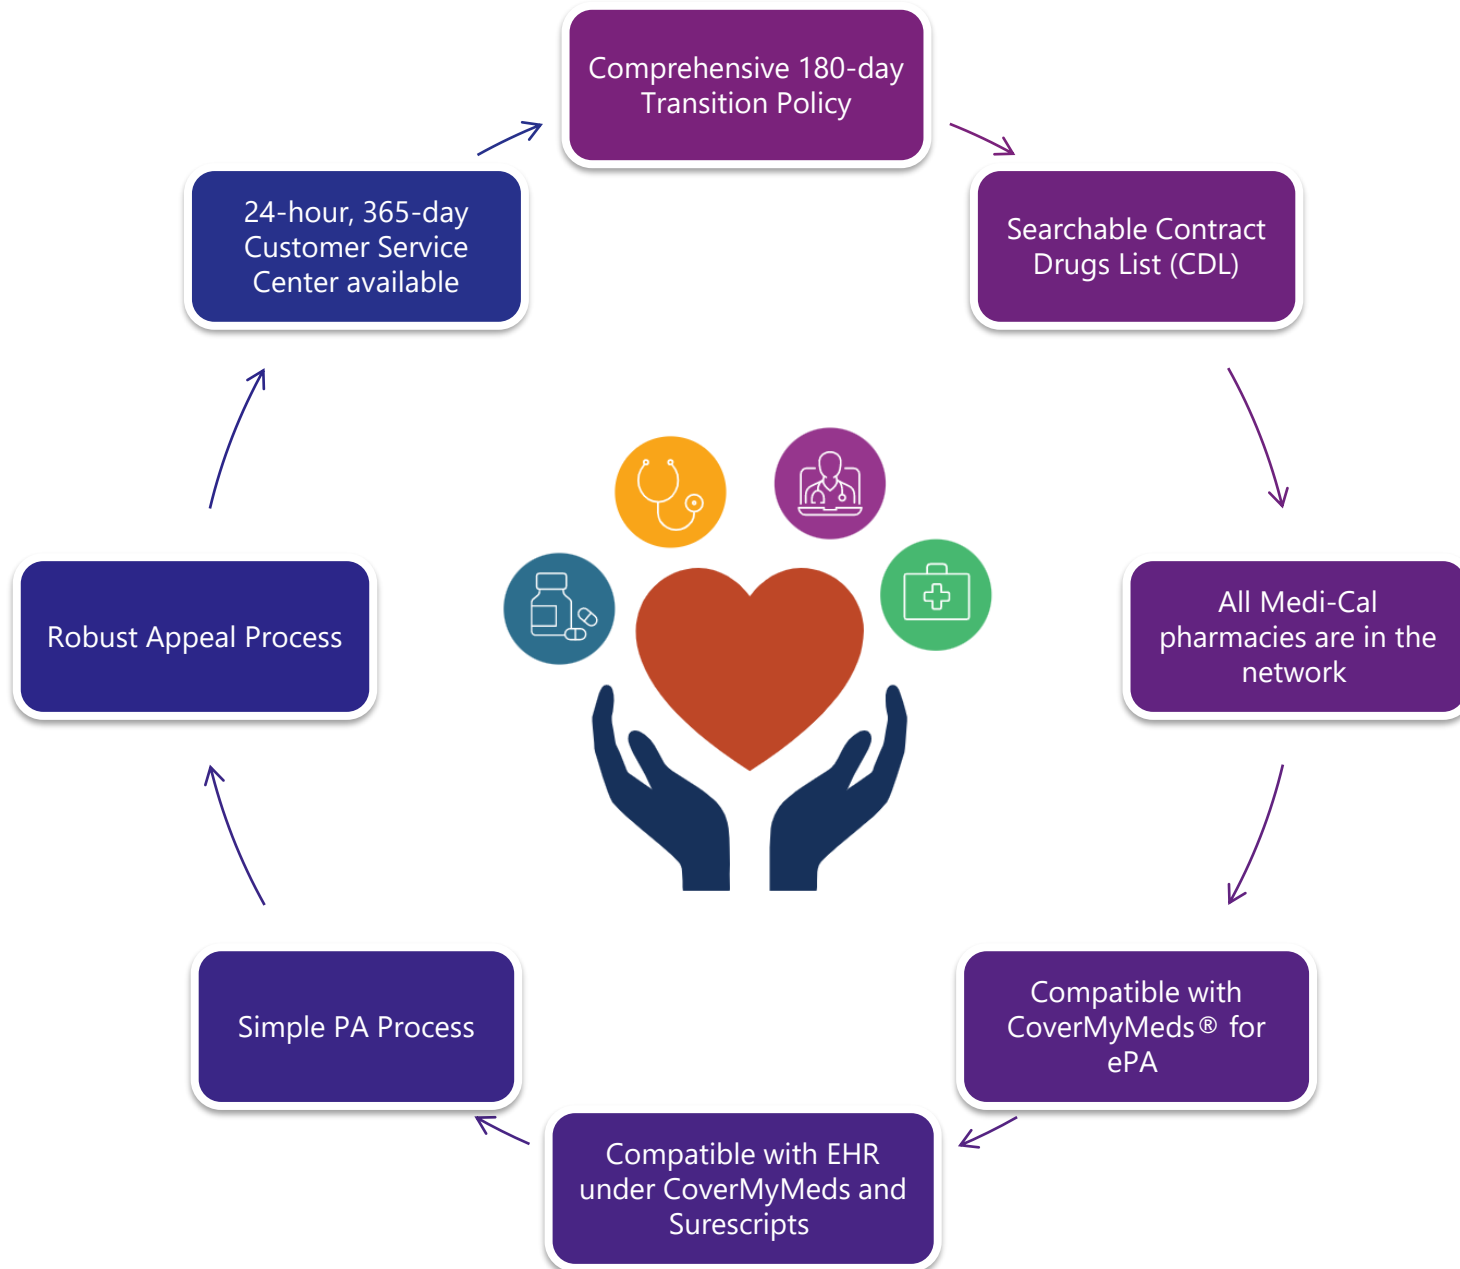 Comprehensive 180-day
Transition Policy
Searchable Contract
Drugs List (CDL)
All Medi-Cal
pharmacies are in the
network
Compatible with
CoverMyMeds® for
ePA
Compatible with EHR
under CoverMyMeds and
Surescripts
Simple PA Process
Robust Appeal Process
24-hour, 365-day
Customer Service
Center available